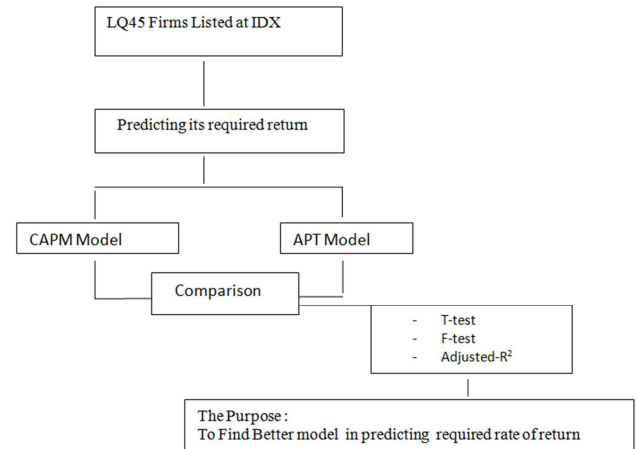 LQ45 Firms Listed at IDX
Predicting its required return
CAPM Model
APT Model
Comparison
- T-test
- F-test
- Adjusted-R²
The Purpose :
To Find Better model in predicting required rate of return